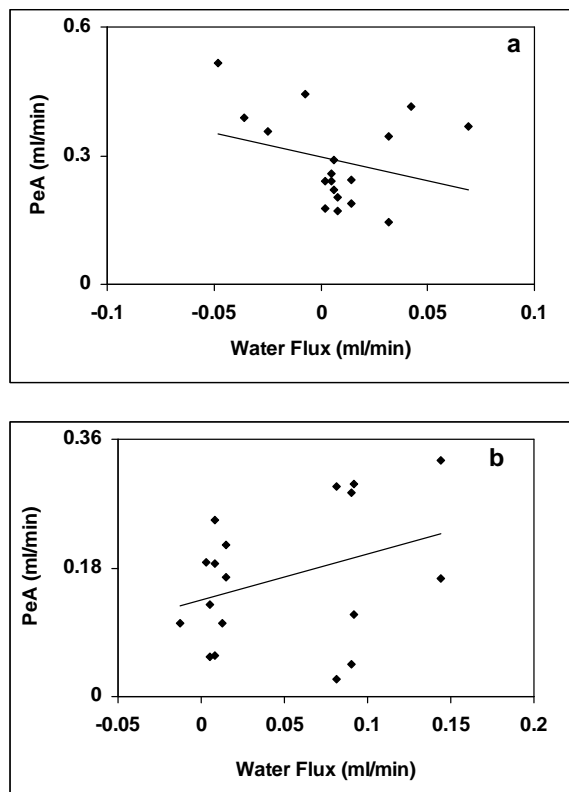 a
0.6
0.3
0
PeA (ml/min)
-0.1 -0.05 0 0.05 0.1
Water Flux (ml/min)
b
0.36
0.18
0
PeA (ml/min)
-0.05 0 0.05 0.1 0.15 0.2
Water Flux (ml/min)